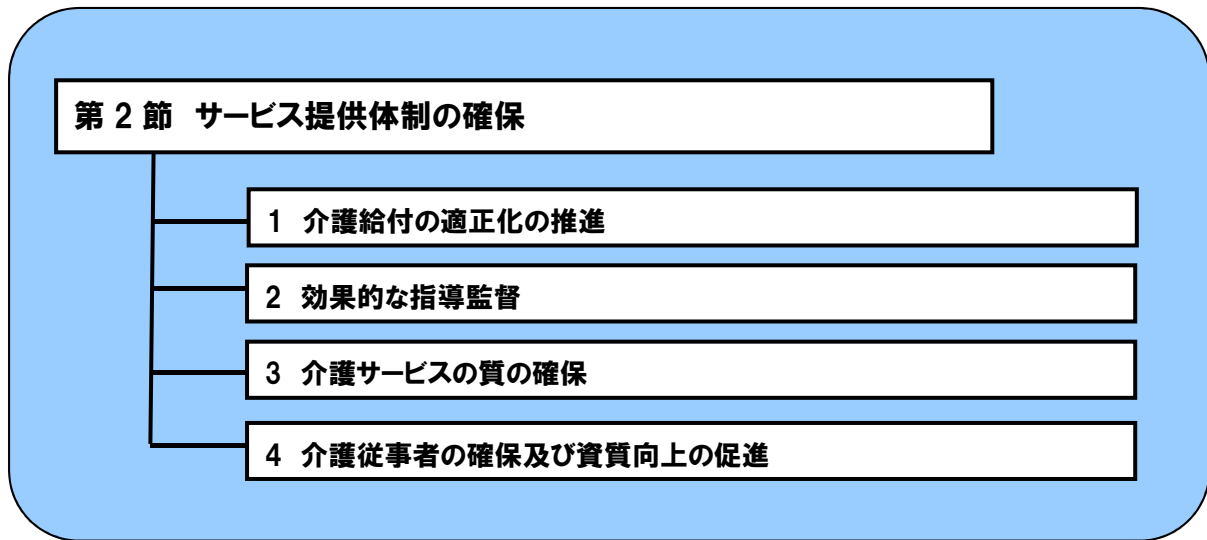 第２節　サービス提供体制の確保
1　介護給付の適正化の推進
2　効果的な指導監督
3　介護サービスの質の確保
4　介護従事者の確保及び資質向上の促進